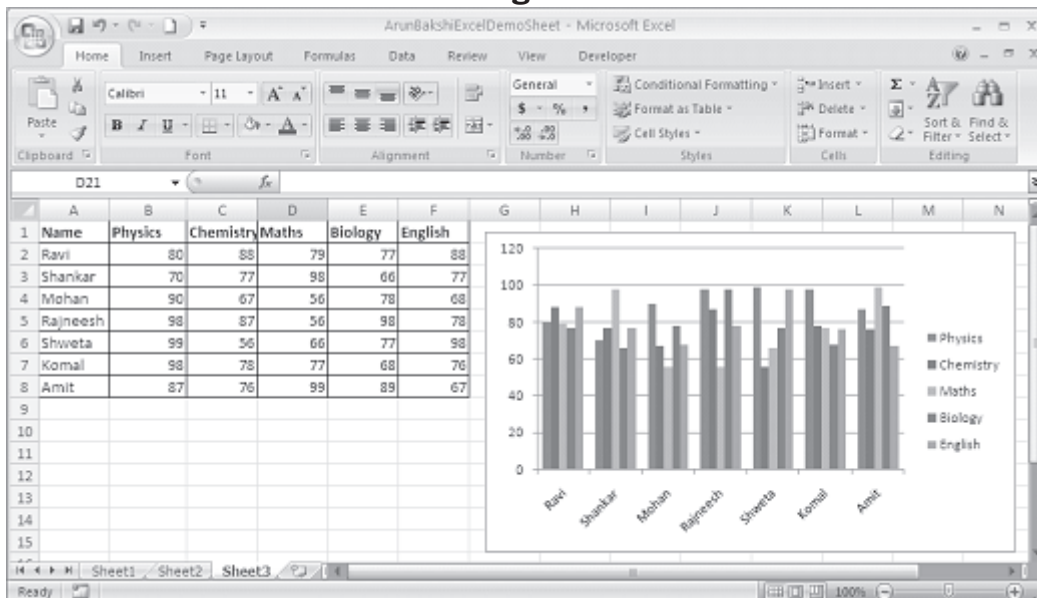 ArunBakshiExcelDemoSheet - Microsoft Excel
Home Insert Page Layout Formulas Data Review View Developer
Calibri 11 A A General Conditional Formatting Insert Σ
Paste B I U A $ % , Format as Table Delete Sort & Find &
Cell Styles Format Filter Select
Clipboard Font Alignment Number Styles Cells Editing
D21 fx
A B C D E F G H I J K L M N
1 Name Physics Chemistry Maths Biology English
2 Ravi 80 88 79 77 88
3 Shankar 70 77 98 66 77
4 Mohan 90 67 56 78 68
5 Rajneesh 98 87 56 98 78
6 Shweta 99 56 66 77 98
7 Komal 98 78 77 68 76
8 Amit 87 76 99 89 67
9
10
11
12
13
14
15
120
100
80
60
40
20
0
Ravi Shankar Mohan Rajneesh Shweta Komal Amit
Physics
Chemistry
Maths
Biology
English
Sheet1 Sheet2 Sheet3
Ready 100%